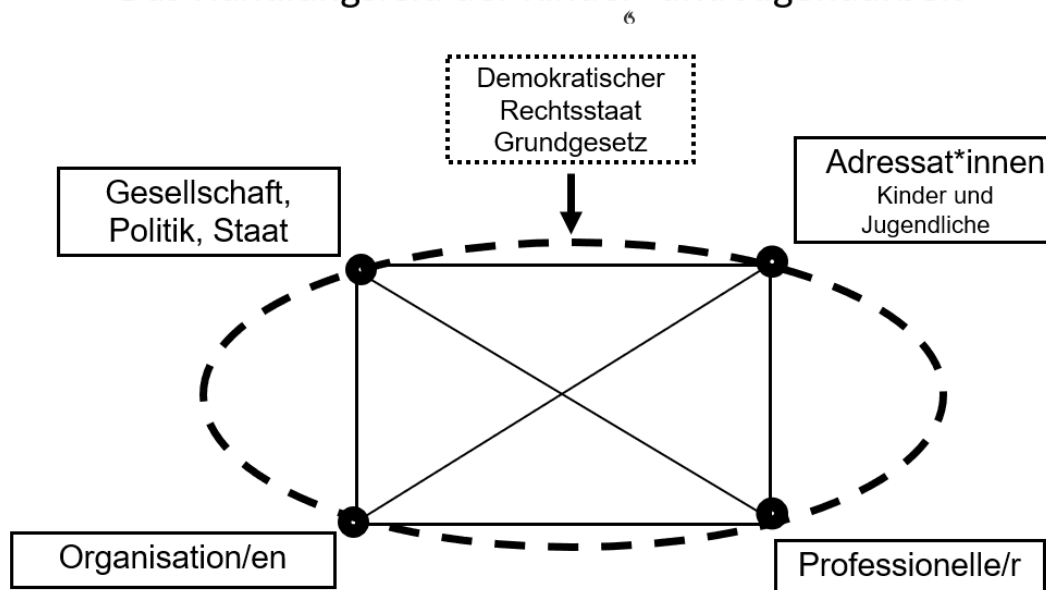 Demokratischer
Rechtsstaat
Grundgesetz
Adressat*innen
Kinder und
Jugendliche
Gesellschaft,
Politik, Staat
Organisation/en
Professionelle/r